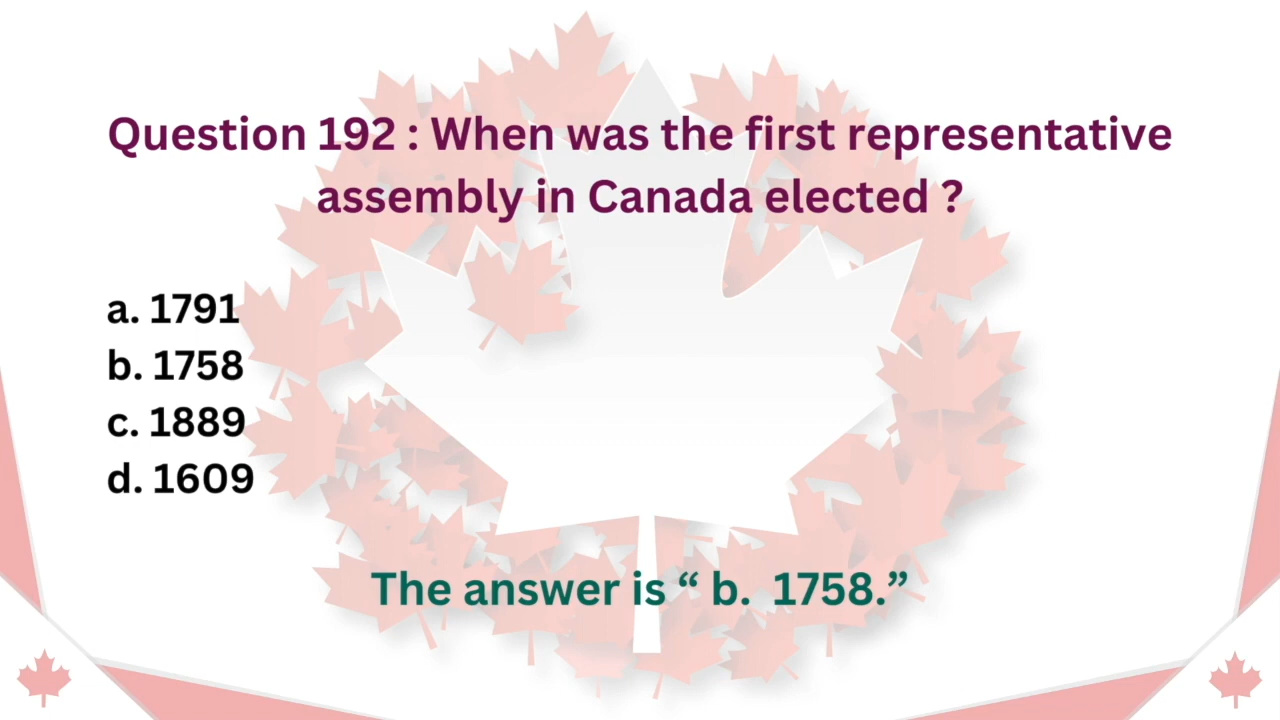 Question 192 : When was the first representative
assembly in Canada elected ?
a. 1791
b. 1758
c. 1889
d. 1609
The answer is “ b.  1758.”